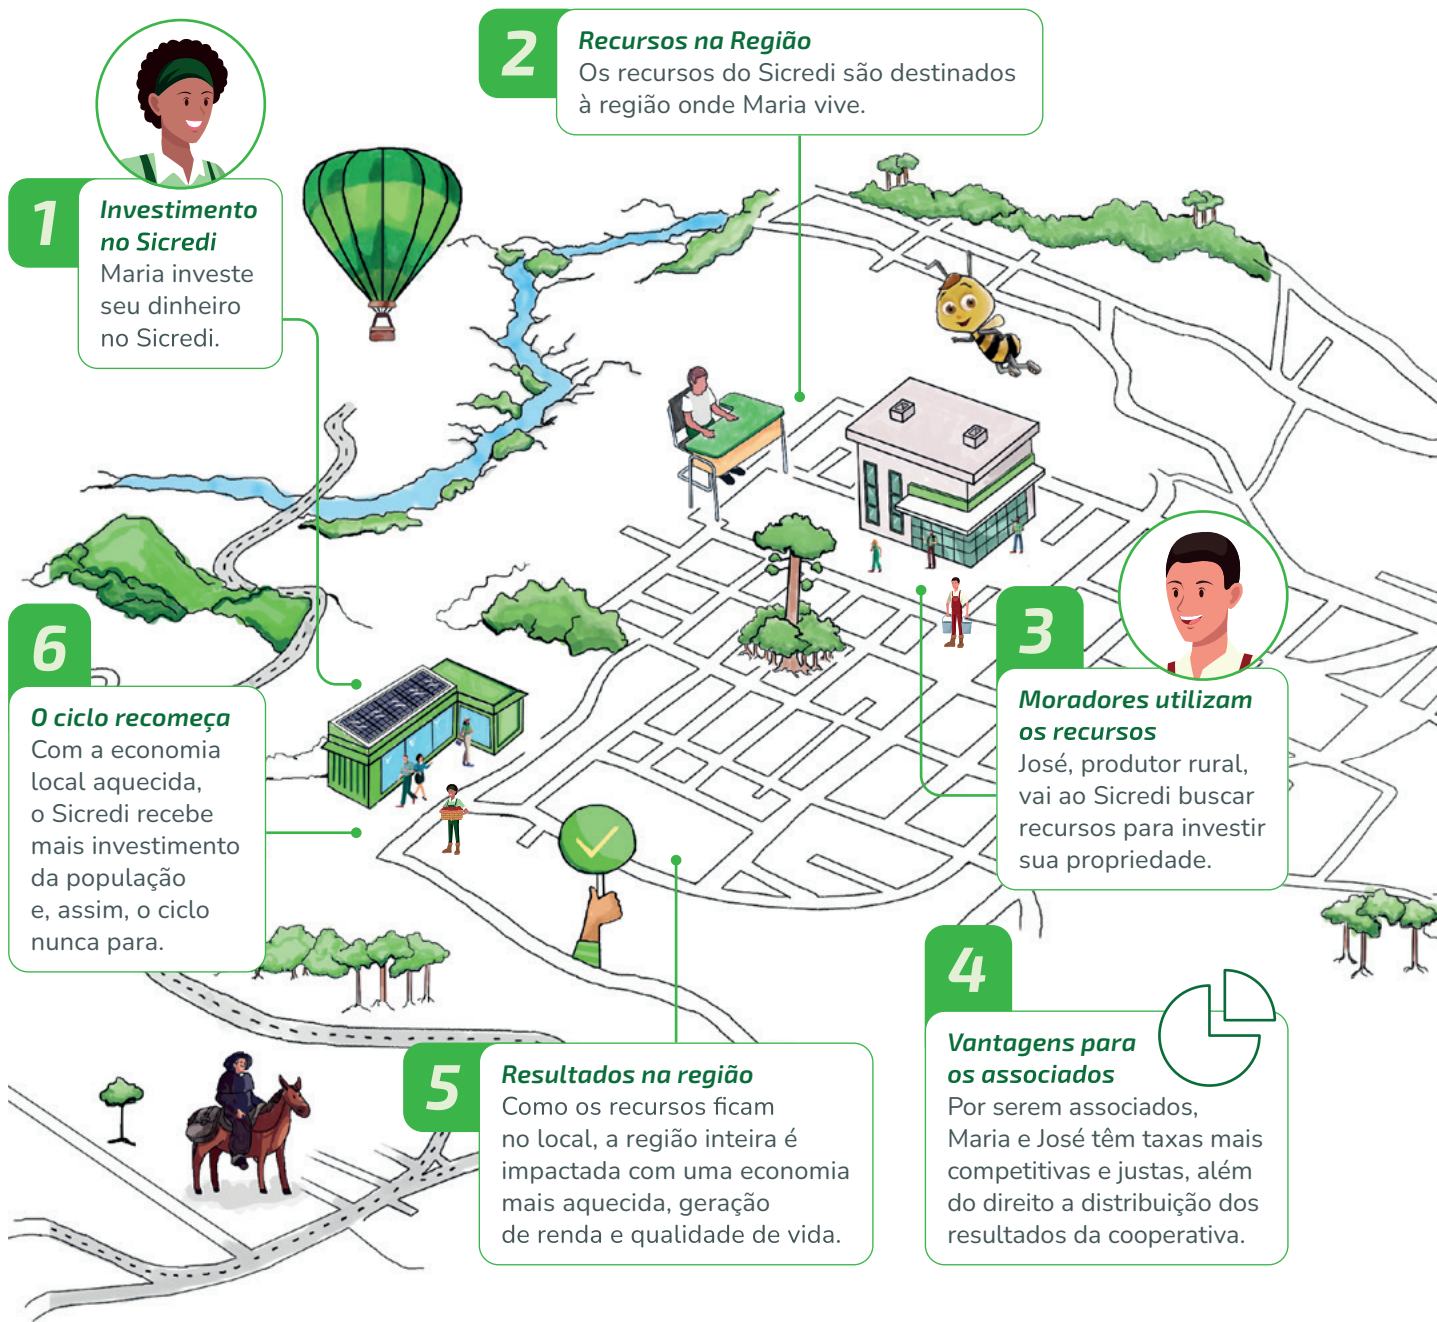 1
Investimento
no Sicredi
Maria investe
seu dinheiro
no Sicredi.
2
Recursos na Região
Os recursos do Sicredi são destinados
à região onde Maria vive.
3
Moradores utilizam
os recursos
José, produtor rural,
vai ao Sicredi buscar
recursos para investir
sua propriedade.
4
Vantagens para
os associados
Por serem associados,
Maria e José têm taxas mais
competitivas e justas, além
do direito a distribuição dos
resultados da cooperativa.
5
Resultados na região
Como os recursos ficam
no local, a região inteira é
impactada com uma economia
mais aquecida, geração
de renda e qualidade de vida.
6
O ciclo recomeça
Com a economia
local aquecida,
o Sicredi recebe
mais investimento
da população
e, assim, o ciclo
nunca para.